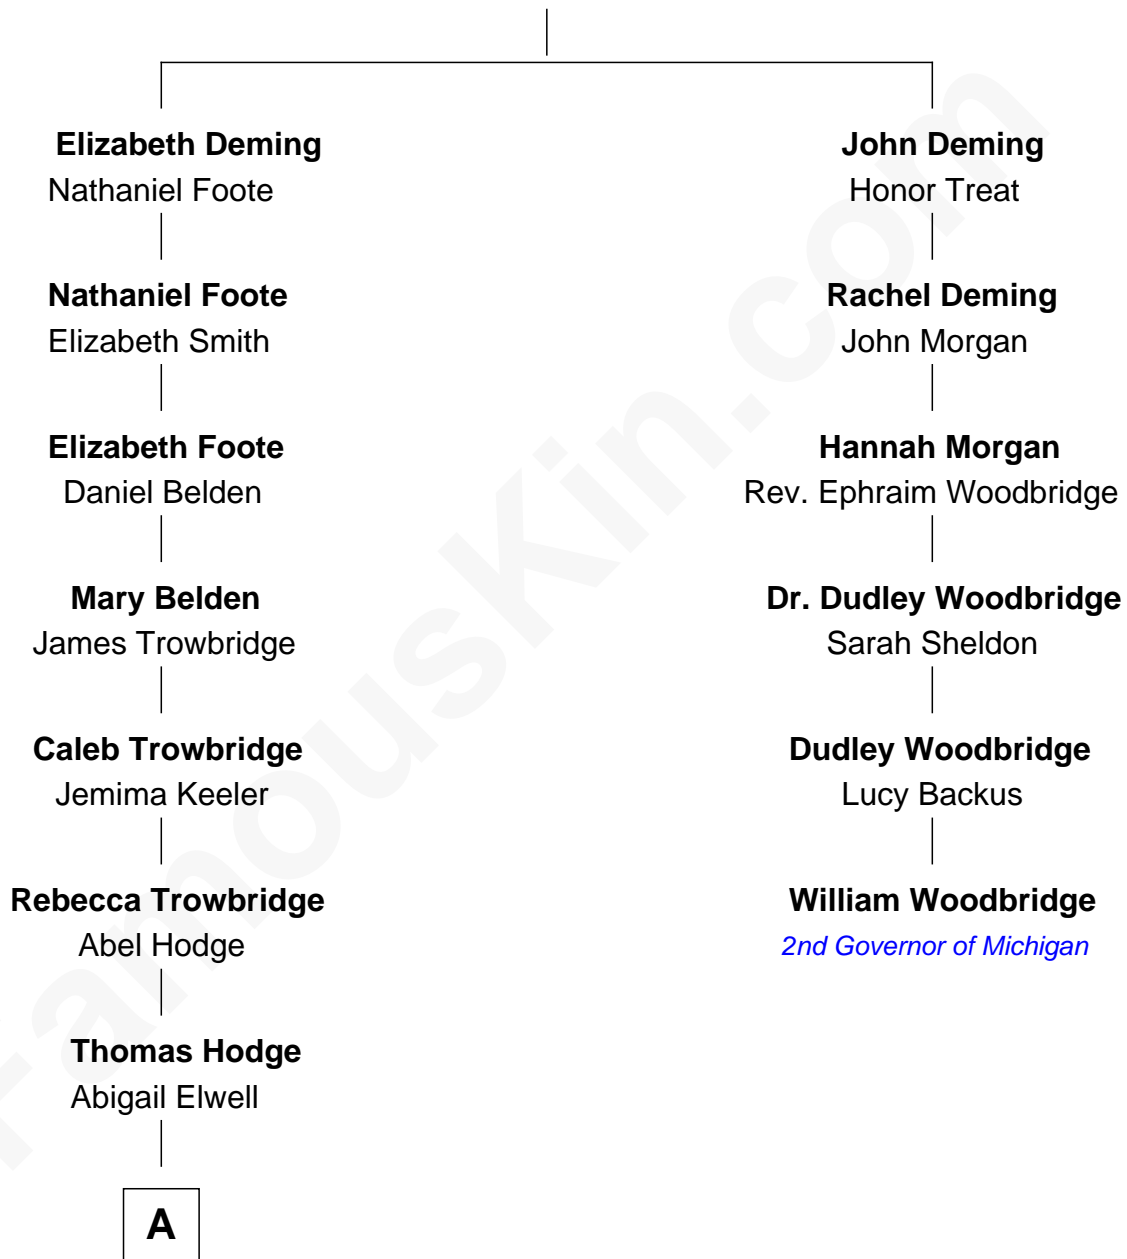 Elizabeth Deming
Nathaniel Foote
John Deming
Honor Treat
Nathaniel Foote
Elizabeth Smith
Rachel Deming
John Morgan
Elizabeth Foote
Daniel Belden
Hannah Morgan
Rev. Ephraim Woodbridge
Mary Belden
James Trowbridge
Dr. Dudley Woodbridge
Sarah Sheldon
Caleb Trowbridge
Jemima Keeler
Dudley Woodbridge
Lucy Backus
Rebecca Trowbridge
Abel Hodge
William Woodbridge
2nd Governor of Michigan
Thomas Hodge
Abigail Elwell
A
FamousKin.com